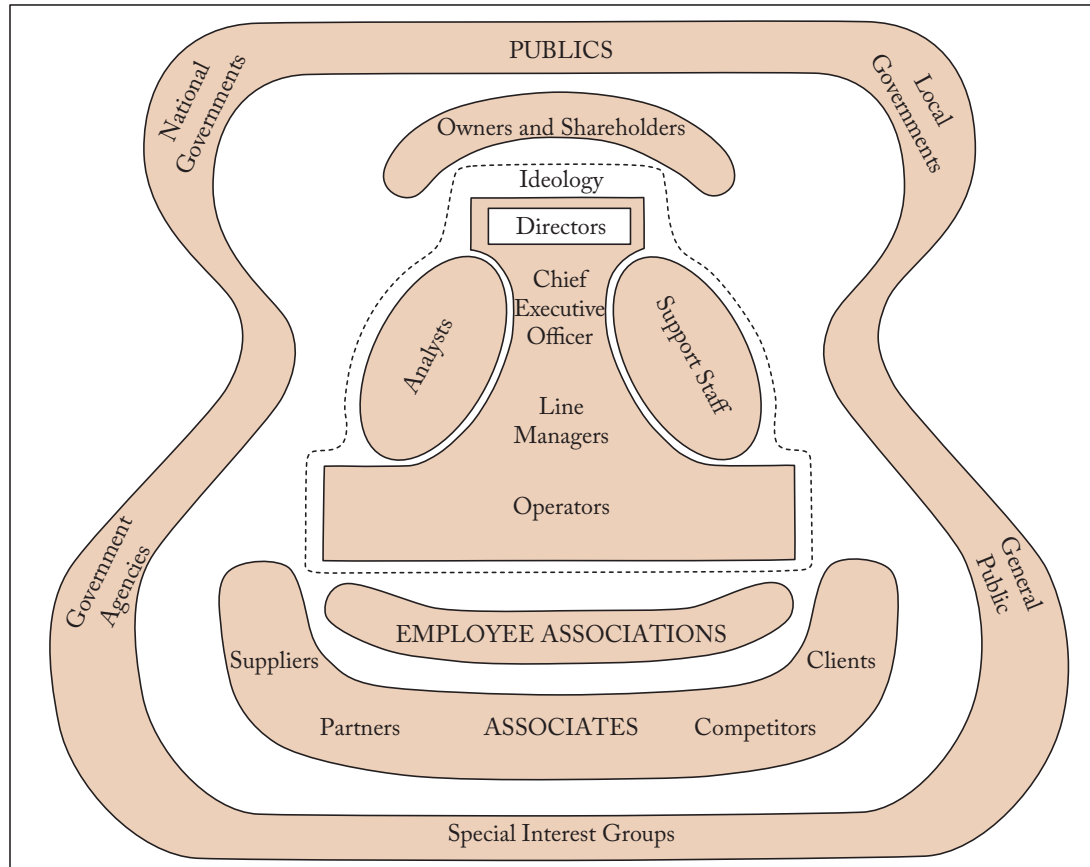 PUBLICS
National
Governments
Local
Governments
Owners and Shareholders
Ideology
Directors
Chief
Executive
Officer
Analysts
Support Staff
Line
Managers
Operators
Government
Agencies
General
Public
EMPLOYEE ASSOCIATIONS
Suppliers
Clients
Partners
ASSOCIATES
Competitors
Special Interest Groups